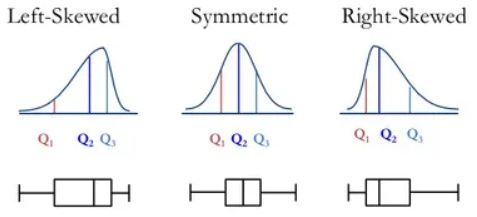 Left-Skewed
Symmetric
Right-Skewed
Q₁ Q₂ Q₃
Q₁ Q₂ Q₃
Q₁ Q₂ Q₃